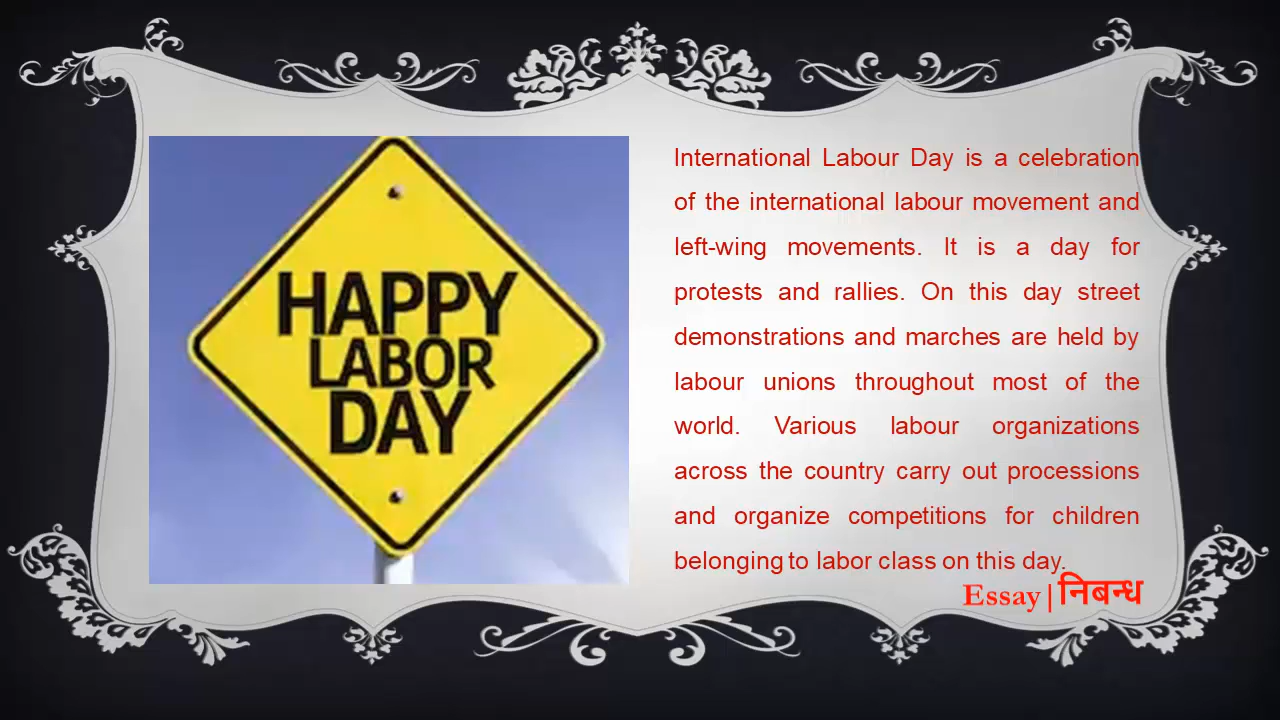 HAPPY
LABOR
DAY
International Labour Day is a celebration
of the international labour movement and
left-wing movements. It is a day for
protests and rallies. On this day street
demonstrations and marches are held by
labour unions throughout most of the
world. Various labour organizations
across the country carry out processions
and organize competitions for children
belonging to labor class on this day.
Essay|निबन्ध